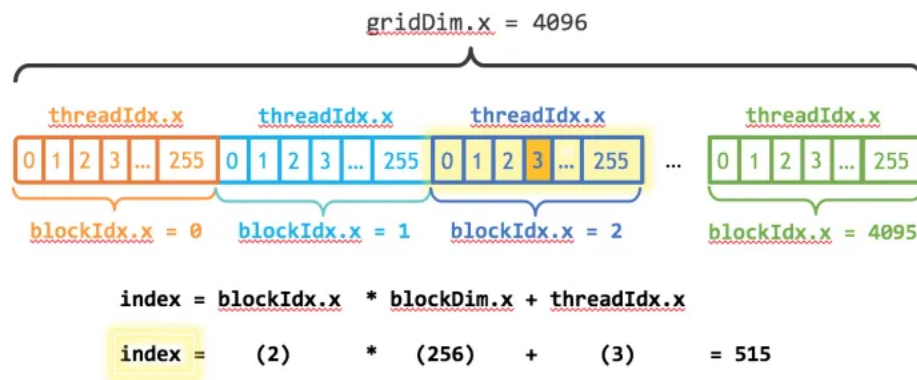 gridDim.x = 4096
threadIdx.x threadIdx.x threadIdx.x threadIdx.x
0 1 2 3 ... 255 0 1 2 3 ... 255 0 1 2 3 ... 255 ... 0 1 2 3 ... 255
blockIdx.x = 0 blockIdx.x = 1 blockIdx.x = 2 blockIdx.x = 4095
index = blockIdx.x * blockDim.x + threadIdx.x
index = (2) * (256) + (3) = 515